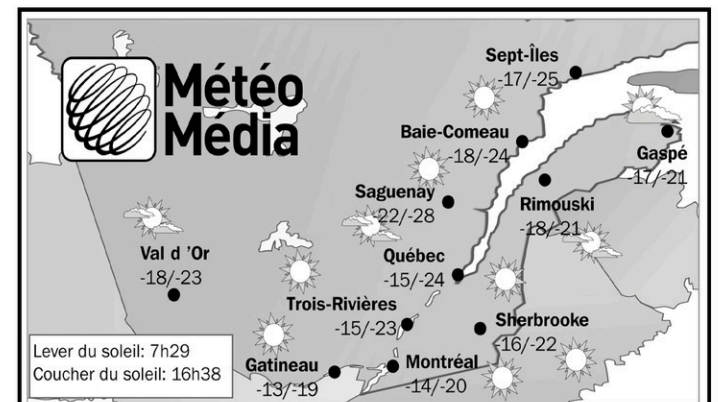 Météo
Média
Sept-Îles
-17/-25
Baie-Comeau
-18/-24
Gaspé
-17/-21
Saguenay
-22/-28
Rimouski
-18/-21
Val d 'Or
-18/-23
Québec
-15/-24
Trois-Rivières
-15/-23
Sherbrooke
-16/-22
Lever du soleil: 7h29
Coucher du soleil: 16h38
Gatineau
-13/-19
Montréal
-14/-20